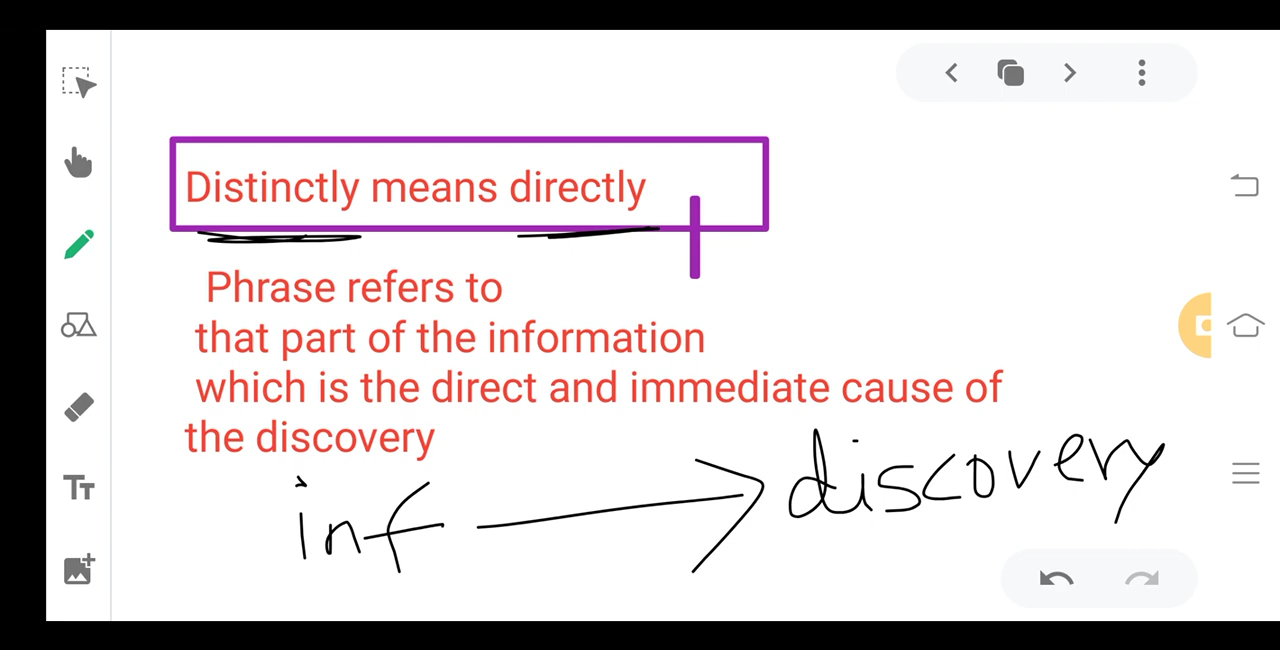 Distinctly means directly
Phrase refers to
that part of the information
which is the direct and immediate cause of
the discovery
inf → discovery
TT